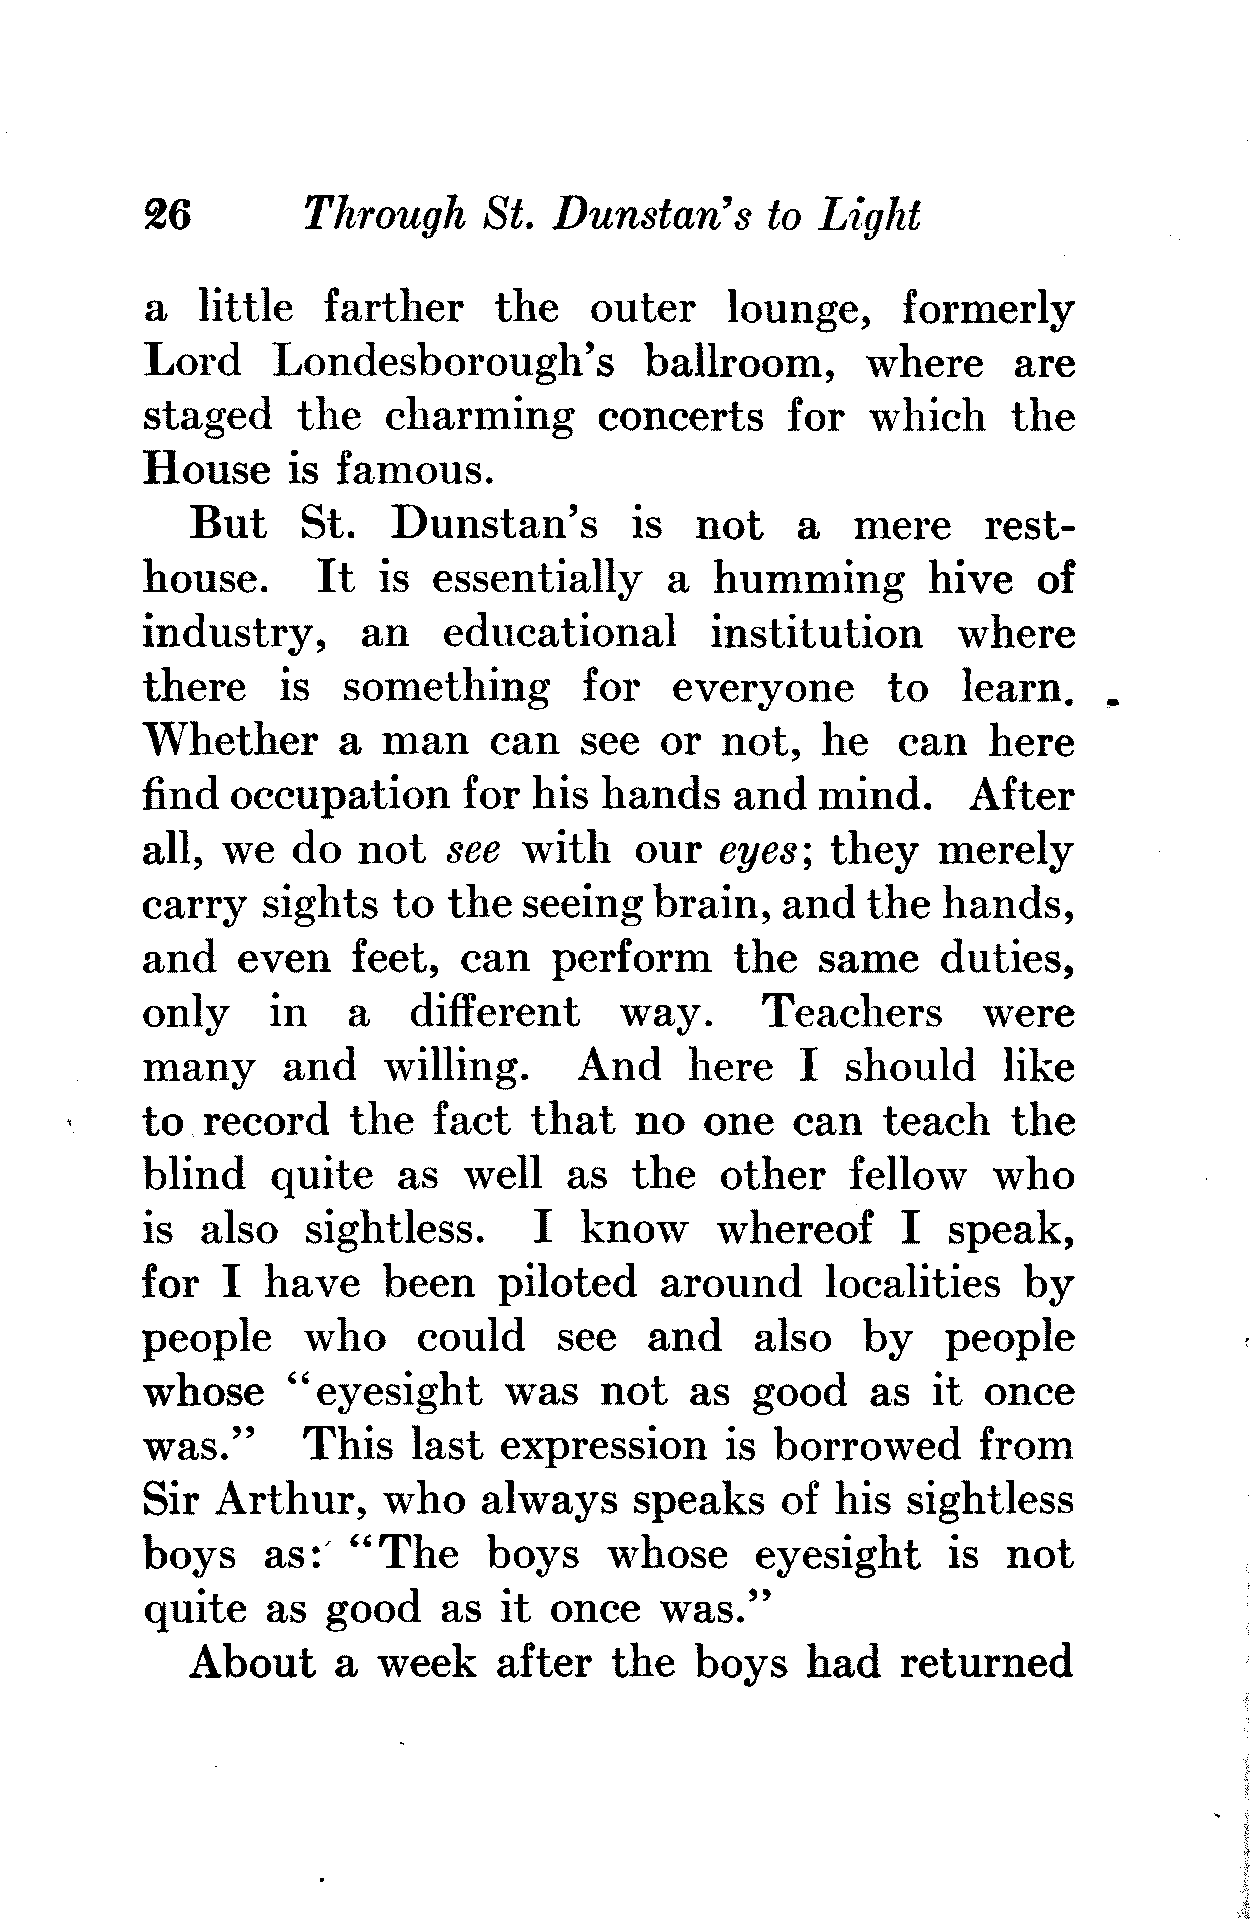 26 Through St. Dunstan's to Light
a little farther the outer lounge, formerly
Lord Londesborough's ballroom, where are
staged the charming concerts for which the
House is famous.
But St. Dunstan's is not a mere rest-
house. It is essentially a humming hive of
industry, an educational institution where
there is something for everyone to learn.
Whether a man can see or not, he can here
find occupation for his hands and mind. After
all, we do not see with our eyes; they merely
carry sights to the seeing brain, and the hands,
and even feet, can perform the same duties,
only in a different way. Teachers were
many and willing. And here I should like
to record the fact that no one can teach the
blind quite as well as the other fellow who
is also sightless. I know whereof I speak,
for I have been piloted around localities by
people who could see and also by people
whose "eyesight was not as good as it once
was." This last expression is borrowed from
Sir Arthur, who always speaks of his sightless
boys as: "The boys whose eyesight is not
quite as good as it once was."
About a week after the boys had returned